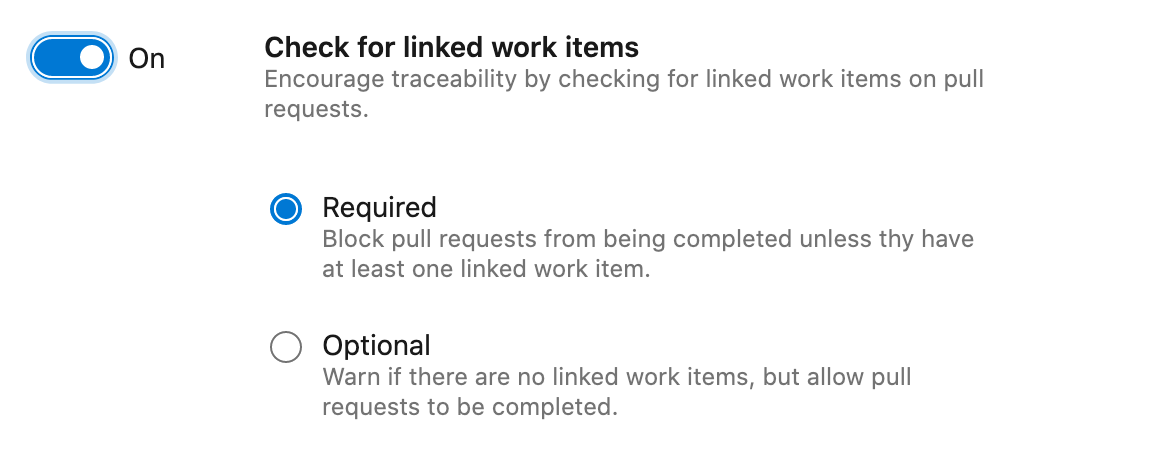 On
Check for linked work items
Encourage traceability by checking for linked work items on pull
requests.
Required
Block pull requests from being completed unless thy have
at least one linked work item.
Optional
Warn if there are no linked work items, but allow pull
requests to be completed.